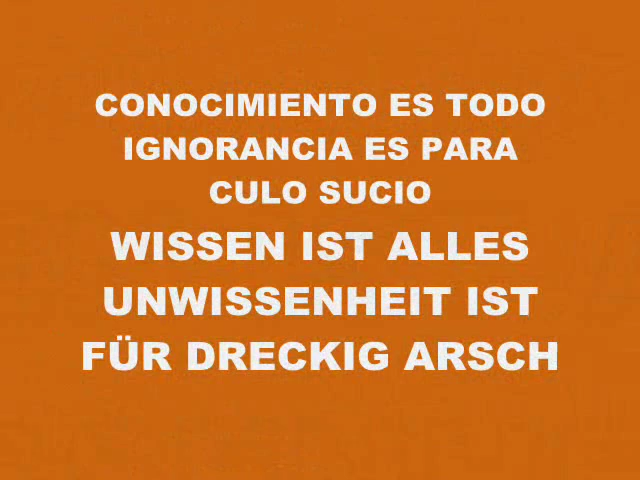 CONOCIMIENTO ES TODO
IGNORANCIA ES PARA
CULO SUCIO
WISSEN IST ALLES
UNWISSENHEIT IST
FÜR DRECKIG ARSCH